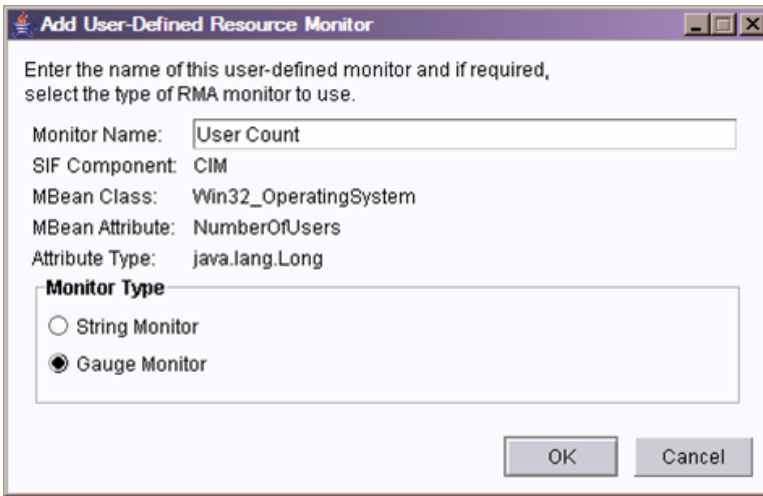 Add User-Defined Resource Monitor
Enter the name of this user-defined monitor and if required,
select the type of RMA monitor to use.
Monitor Name: User Count
SIF Component: CIM
MBean Class: Win32_OperatingSystem
MBean Attribute: NumberOfUsers
Attribute Type: java.lang.Long
Monitor Type
String Monitor
Gauge Monitor
OK Cancel